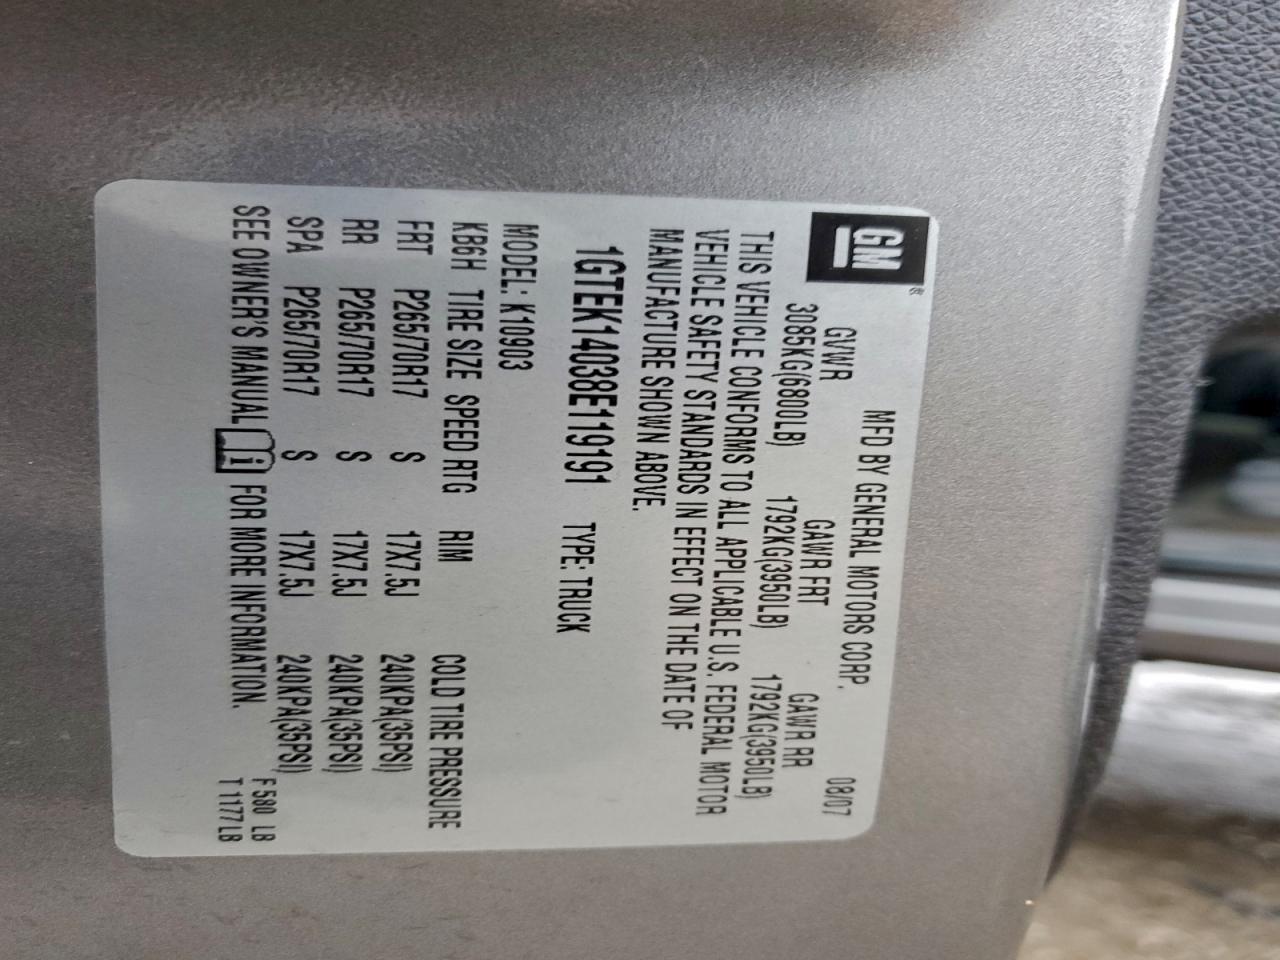 GM ®
MFD BY GENERAL MOTORS CORP. 08/07
GVWR GAWR FRT GAWR RR
3085KG(6800LB) 1792KG(3950LB) 1792KG(3950LB)
THIS VEHICLE CONFORMS TO ALL APPLICABLE U.S. FEDERAL MOTOR
VEHICLE SAFETY STANDARDS IN EFFECT ON THE DATE OF
MANUFACTURE SHOWN ABOVE.
1GTEK14038E119191 TYPE: TRUCK
MODEL: K10903
KB6H TIRE SIZE SPEED RTG RIM COLD TIRE PRESSURE
FRT P265/70R17 S 17X7.5J 240KPA(35PSI)
RR P265/70R17 S 17X7.5J 240KPA(35PSI)
SPA P265/70R17 S 17X7.5J 240KPA(35PSI)
SEE OWNER'S MANUAL i FOR MORE INFORMATION.
F 580 LB
T 1177 LB